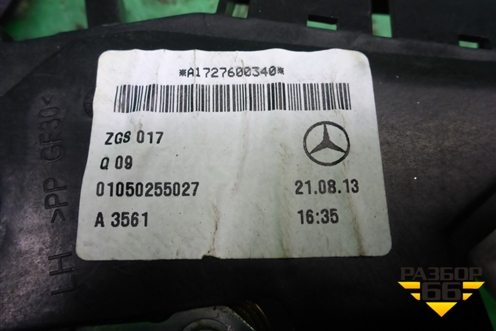 *A1727600340*
ZGS 017
Q 09
01050255027 21.08.13
A 3561 16:35
LH >PP GF30<
РАЗБОР
66